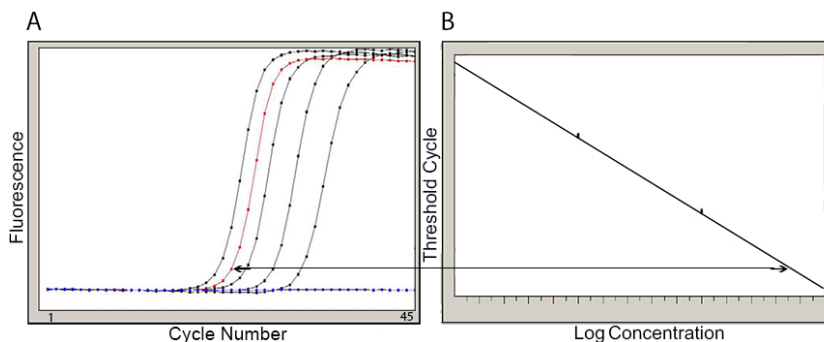 A
B
Fluorescence
1
45
Cycle Number
Threshold Cycle
Log Concentration